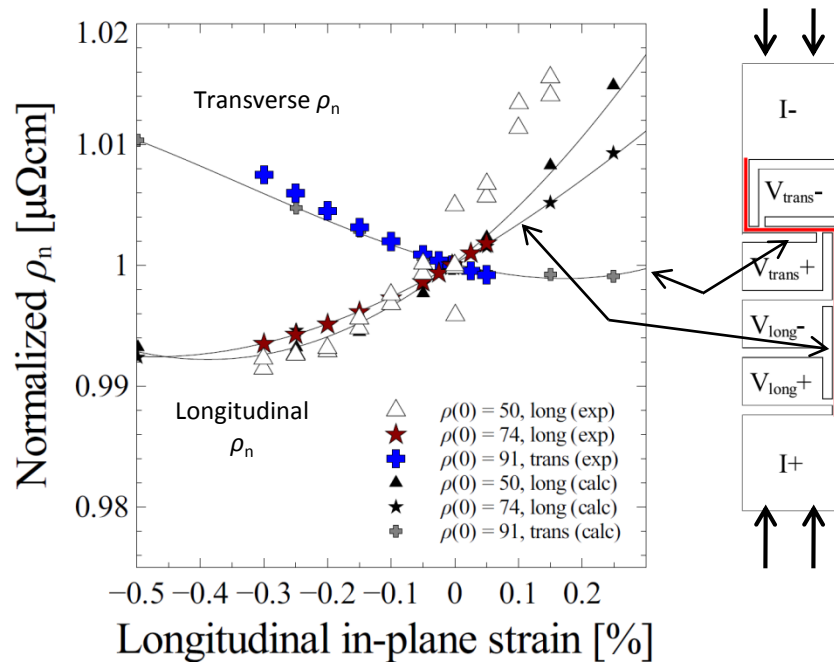 1.02
1.01
1
0.99
0.98
Normalized ρn [µΩcm]
Transverse ρn
Longitudinal
ρn
ρ(0) = 50, long (exp)
ρ(0) = 74, long (exp)
ρ(0) = 91, trans (exp)
ρ(0) = 50, long (calc)
ρ(0) = 74, long (calc)
ρ(0) = 91, trans (calc)
−0.5 −0.4 −0.3 −0.2 −0.1 0 0.1 0.2
Longitudinal in-plane strain [%]
I-
Vtrans-
Vtrans+
Vlong-
Vlong+
I+